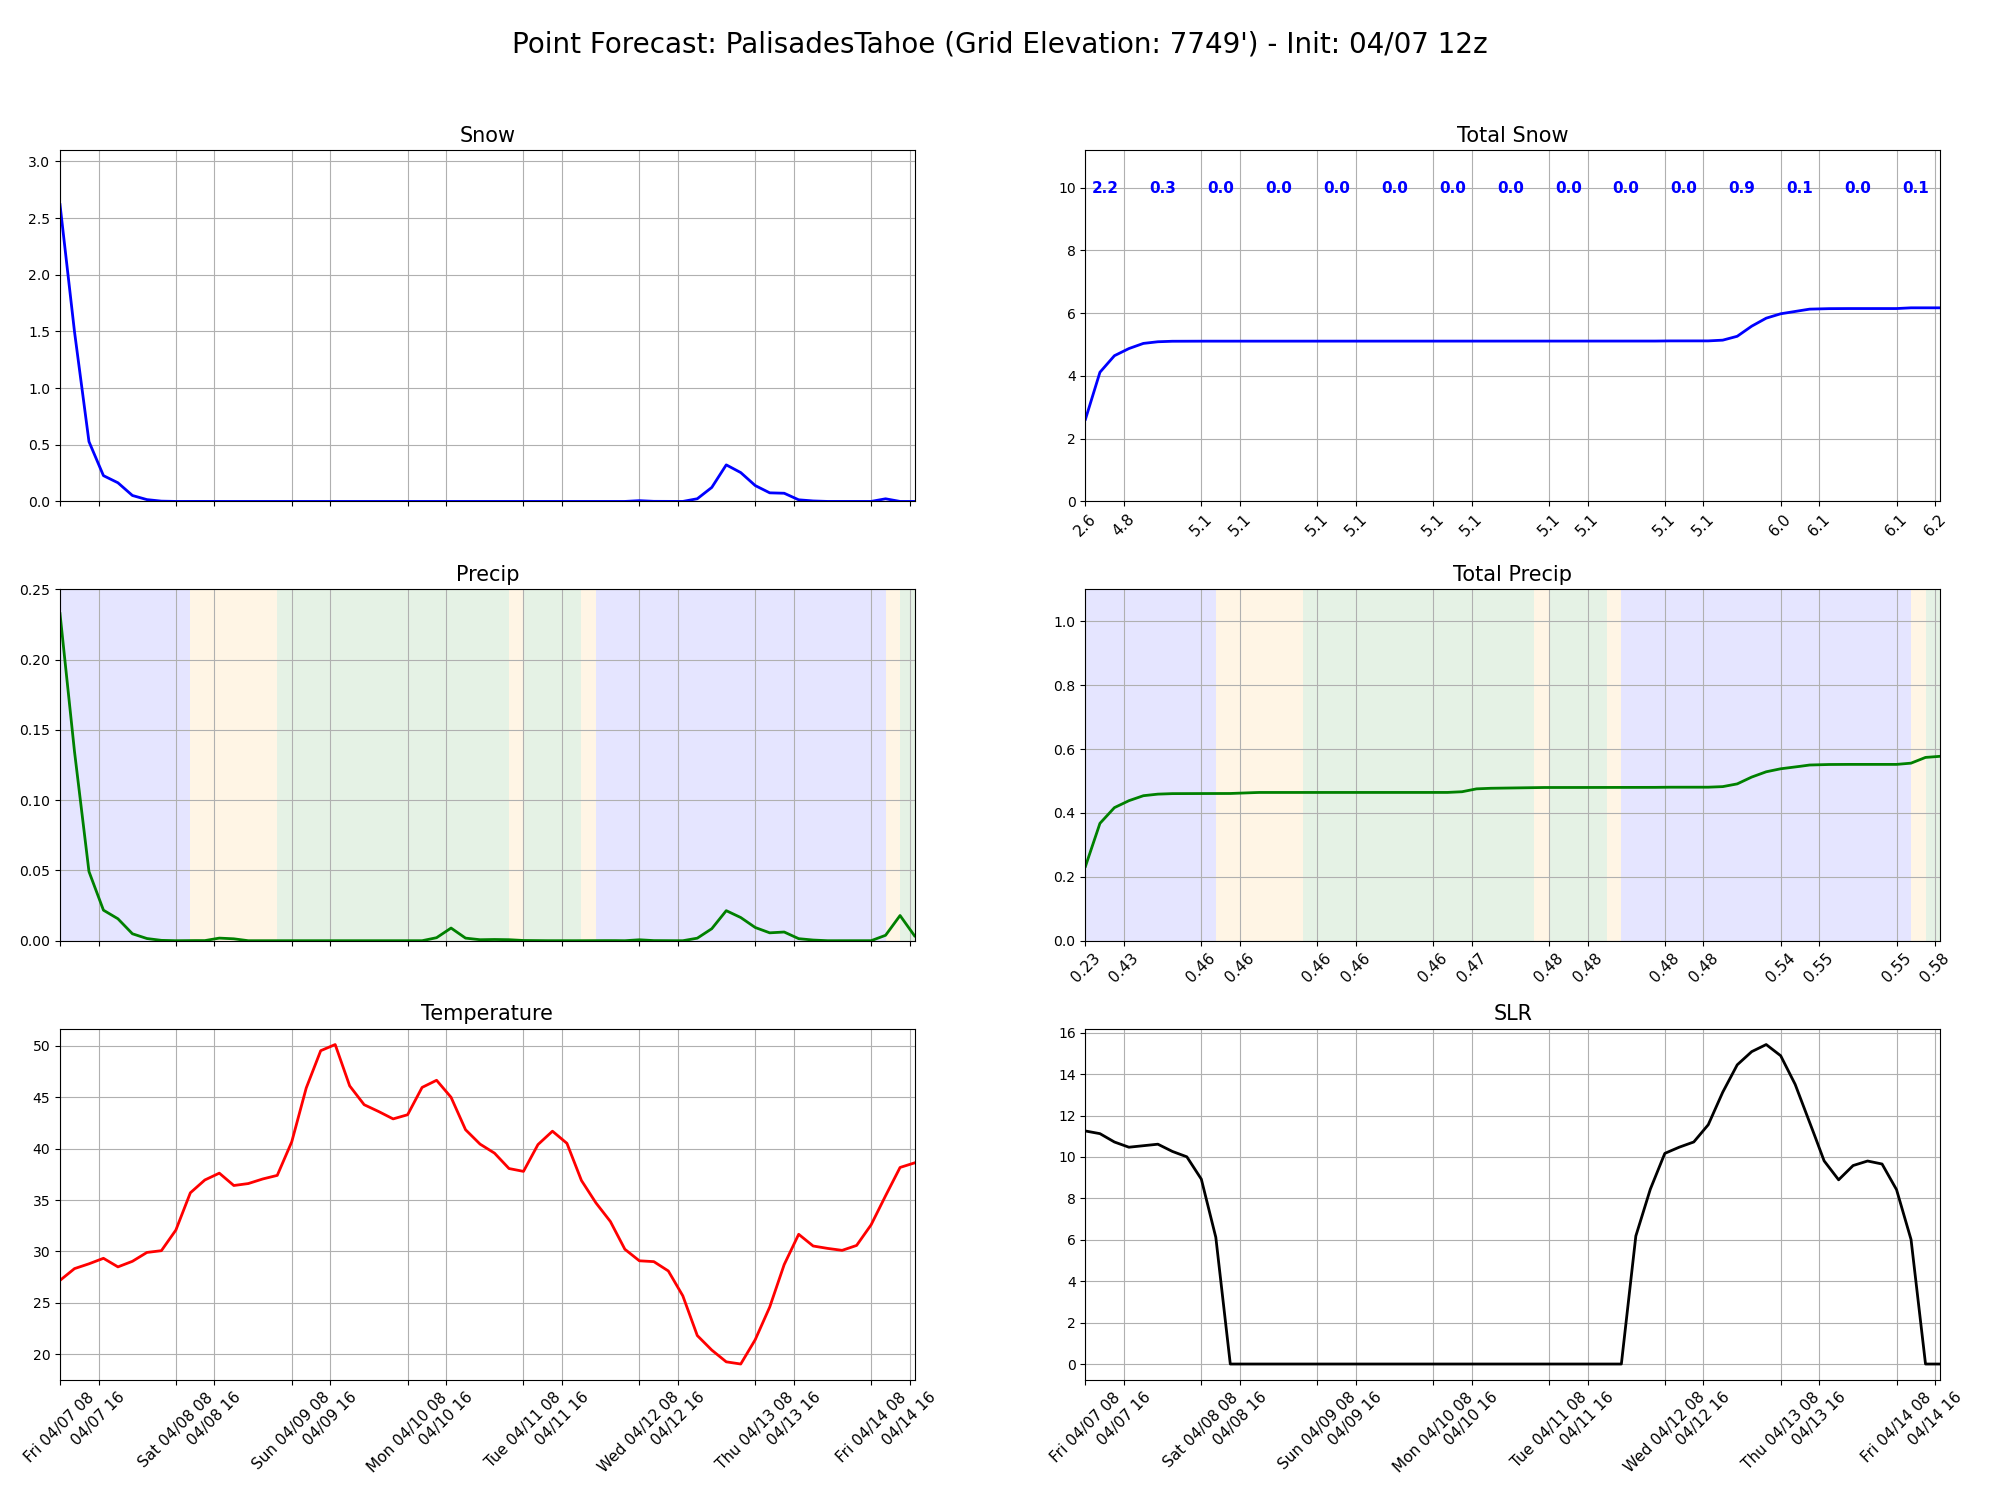 Point Forecast: PalisadesTahoe (Grid Elevation: 7749') - Init: 04/07 12z
Snow
3.0
2.5
2.0
1.5
1.0
0.5
0.0
Total Snow
10
8
6
4
2
0
2.2 0.3 0.0 0.0 0.0 0.0 0.0 0.0 0.0 0.0 0.0 0.9 0.1 0.0 0.1
2.6 4.8 5.1 5.1 5.1 5.1 5.1 5.1 5.1 5.1 5.1 5.1 6.0 6.1 6.1 6.2
Precip
0.25
0.20
0.15
0.10
0.05
0.00
Total Precip
1.0
0.8
0.6
0.4
0.2
0.0
0.23 0.43 0.46 0.46 0.46 0.46 0.46 0.47 0.48 0.48 0.48 0.48 0.54 0.55 0.55 0.58
Temperature
50
45
40
35
30
25
20
Fri 04/07 08
04/07 16
Sat 04/08 08
04/08 16
Sun 04/09 08
04/09 16
Mon 04/10 08
04/10 16
Tue 04/11 08
04/11 16
Wed 04/12 08
04/12 16
Thu 04/13 08
04/13 16
Fri 04/14 08
04/14 16
SLR
16
14
12
10
8
6
4
2
0
Fri 04/07 08
04/07 16
Sat 04/08 08
04/08 16
Sun 04/09 08
04/09 16
Mon 04/10 08
04/10 16
Tue 04/11 08
04/11 16
Wed 04/12 08
04/12 16
Thu 04/13 08
04/13 16
Fri 04/14 08
04/14 16